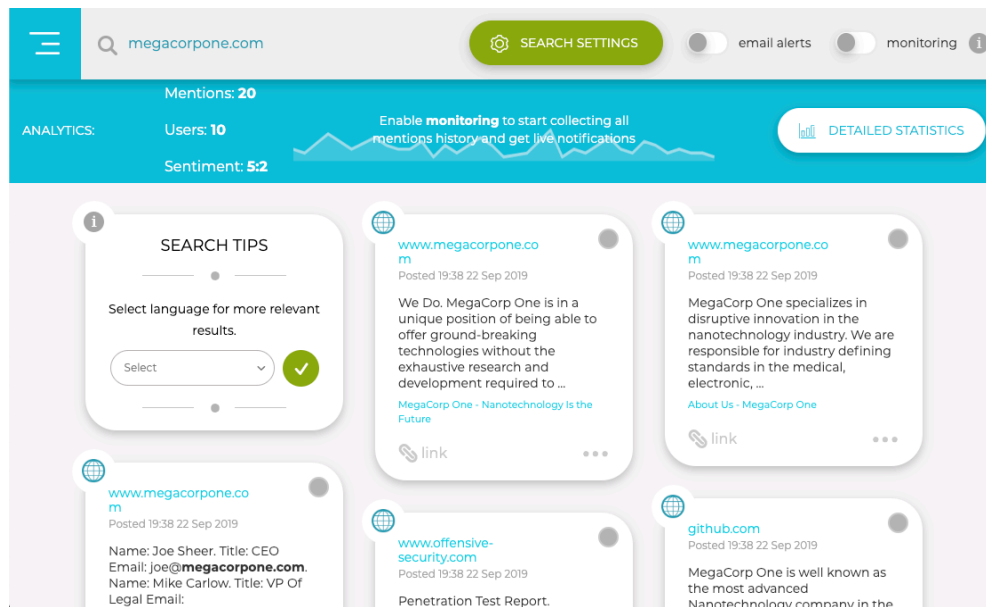 megacorpone.com
SEARCH SETTINGS
email alerts
monitoring
i
ANALYTICS:
Mentions: 20
Users: 10
Sentiment: 5:2
Enable monitoring to start collecting all
mentions history and get live notifications
DETAILED STATISTICS
i
SEARCH TIPS
Select language for more relevant
results.
Select
www.megacorpone.co
m
Posted 19:38 22 Sep 2019
We Do. MegaCorp One is in a
unique position of being able to
offer ground-breaking
technologies without the
exhaustive research and
development required to ...
MegaCorp One - Nanotechnology Is the
Future
link
www.megacorpone.co
m
Posted 19:38 22 Sep 2019
MegaCorp One specializes in
disruptive innovation in the
nanotechnology industry. We are
responsible for industry defining
standards in the medical,
electronic, ...
About Us - MegaCorp One
link
www.megacorpone.co
m
Posted 19:38 22 Sep 2019
Name: Joe Sheer. Title: CEO
Email: joe@megacorpone.com.
Name: Mike Carlow. Title: VP Of
Legal Email:
www.offensive-
security.com
Posted 19:38 22 Sep 2019
Penetration Test Report.
github.com
Posted 19:38 22 Sep 2019
MegaCorp One is well known as
the most advanced
Nanotechnology company in the